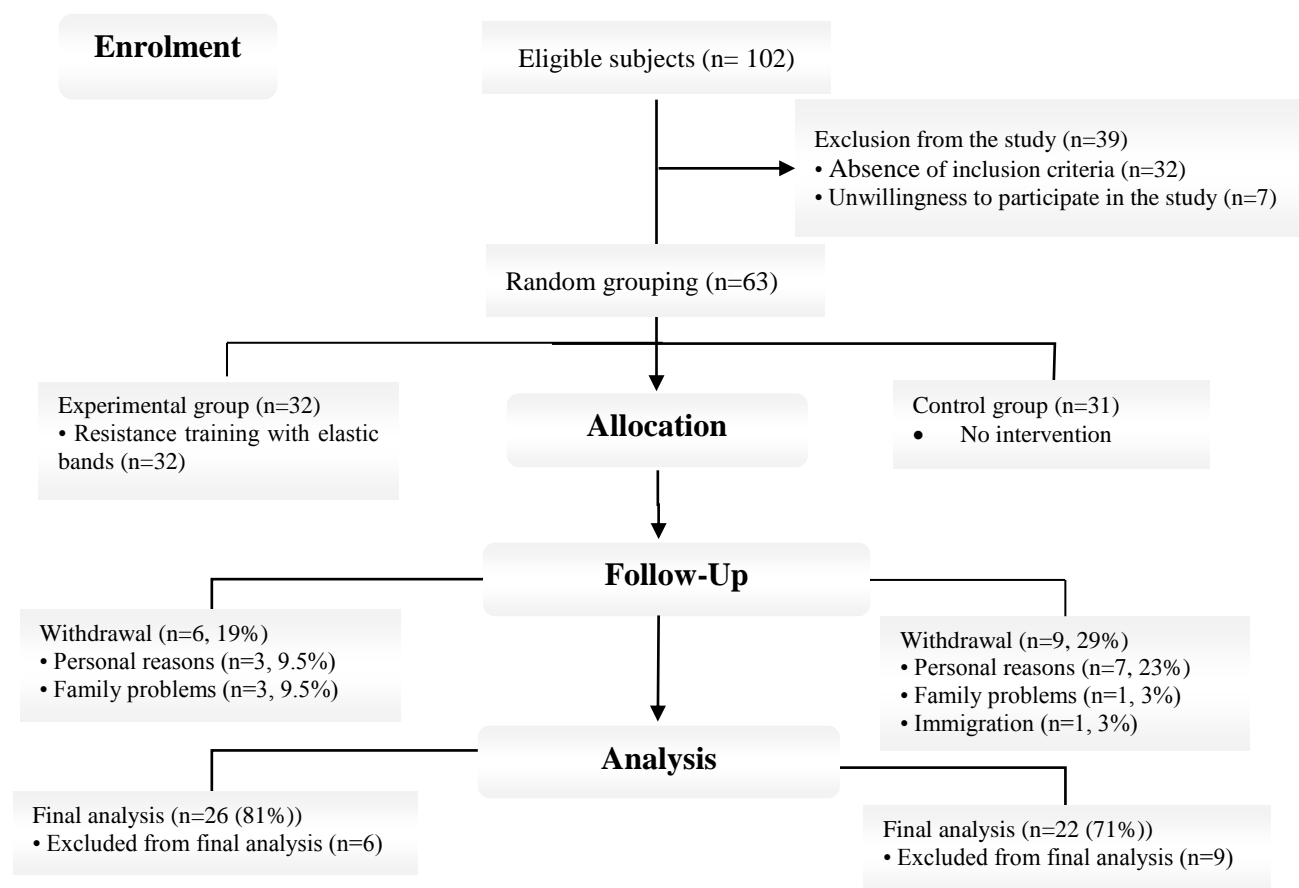 Enrolment
Eligible subjects (n= 102)
Exclusion from the study (n=39)
• Absence of inclusion criteria (n=32)
• Unwillingness to participate in the study (n=7)
Random grouping (n=63)
Experimental group (n=32)
• Resistance training with elastic
bands (n=32)
Allocation
Control group (n=31)
• No intervention
Follow-Up
Withdrawal (n=6, 19%)
• Personal reasons (n=3, 9.5%)
• Family problems (n=3, 9.5%)
Withdrawal (n=9, 29%)
• Personal reasons (n=7, 23%)
• Family problems (n=1, 3%)
• Immigration (n=1, 3%)
Analysis
Final analysis (n=26 (81%))
• Excluded from final analysis (n=6)
Final analysis (n=22 (71%))
• Excluded from final analysis (n=9)